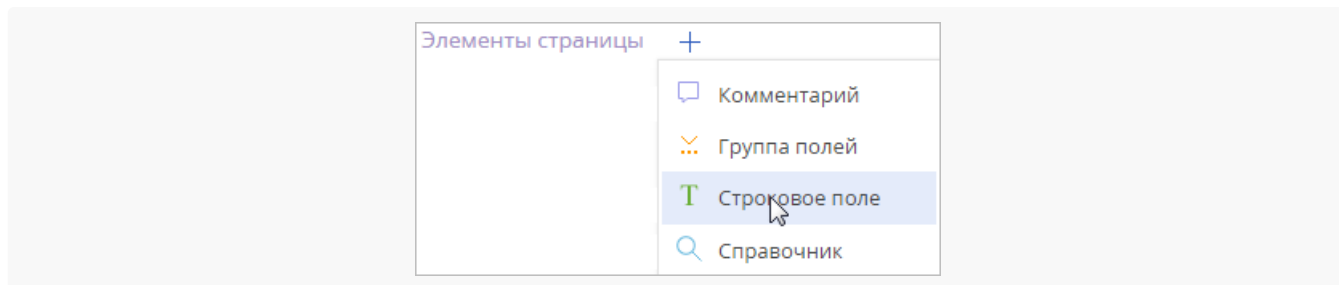 Элементы страницы
Комментарий
Группа полей
Строковое поле
Справочник